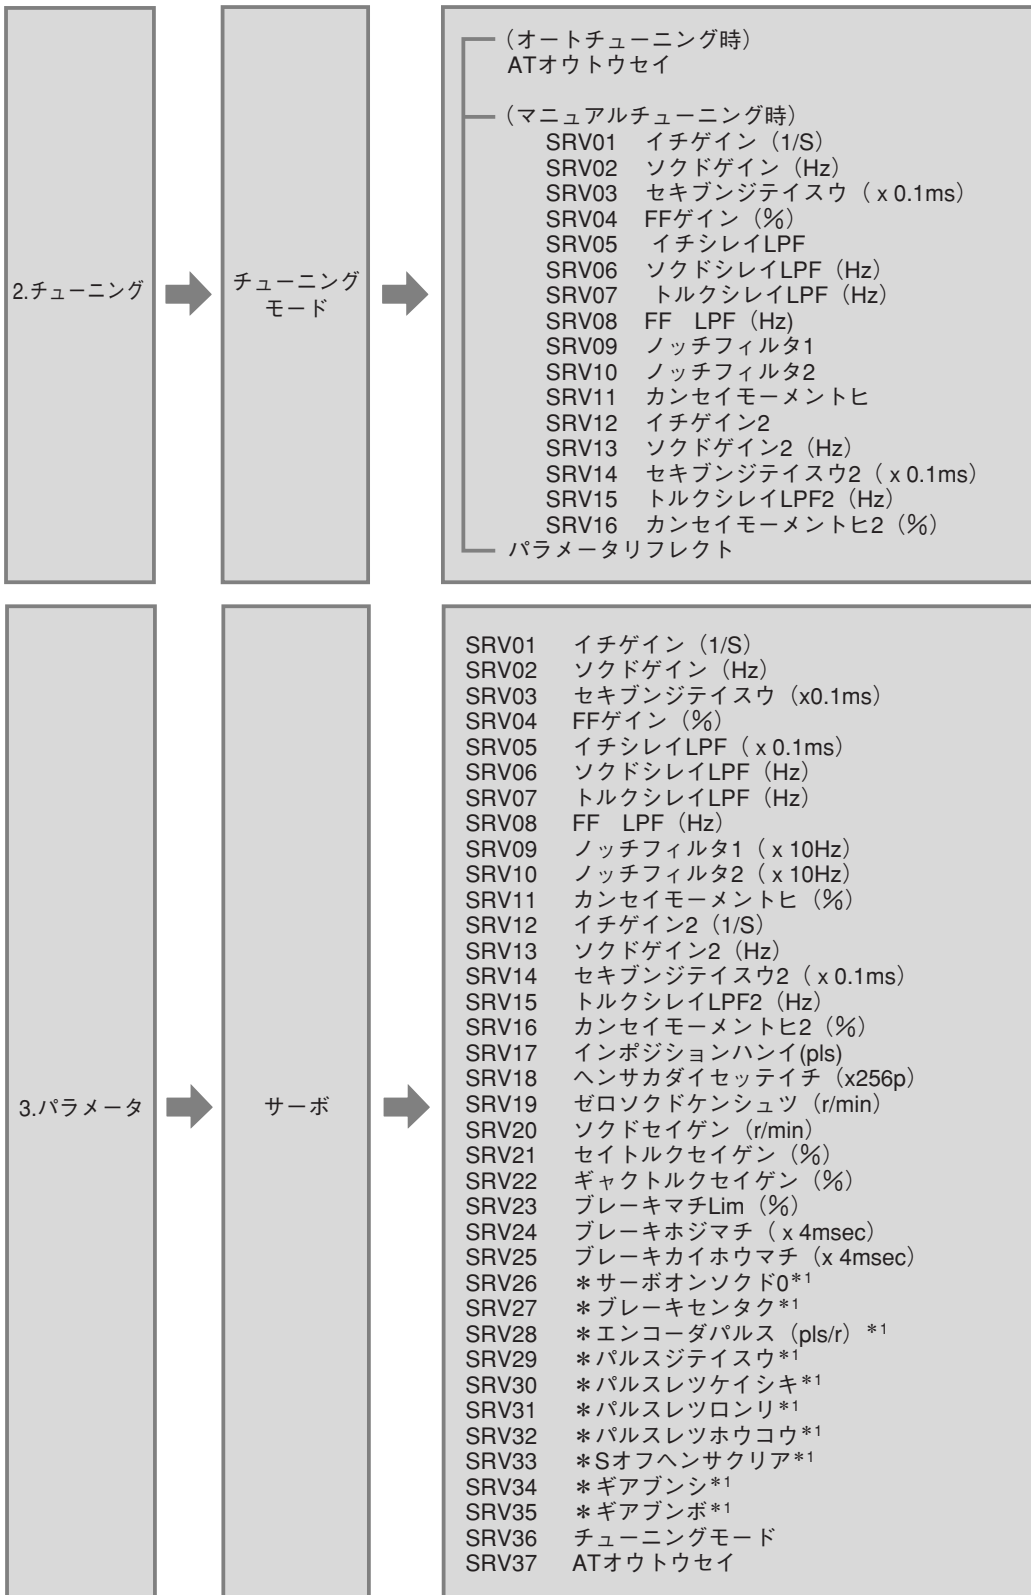 2.チューニング
チューニング
モード
（オートチューニング時）
ATオウトウセイ
（マニュアルチューニング時）
SRV01 イチゲイン（1/S）
SRV02 ソクドゲイン（Hz）
SRV03 セキブンジテイスウ（ x 0.1ms）
SRV04 FFゲイン（％）
SRV05 イチシレイLPF
SRV06 ソクドシレイLPF（Hz）
SRV07 トルクシレイLPF（Hz）
SRV08 FF LPF（Hz)
SRV09 ノッチフィルタ1
SRV10 ノッチフィルタ2
SRV11 カンセイモーメントヒ
SRV12 イチゲイン2
SRV13 ソクドゲイン2（Hz）
SRV14 セキブンジテイスウ2（ x 0.1ms）
SRV15 トルクシレイLPF2（Hz）
SRV16 カンセイモーメントヒ2（％）
パラメータリフレクト
3.パラメータ
サーボ
SRV01 イチゲイン（1/S）
SRV02 ソクドゲイン（Hz）
SRV03 セキブンジテイスウ（x0.1ms）
SRV04 FFゲイン（％）
SRV05 イチシレイLPF（ x 0.1ms）
SRV06 ソクドシレイLPF（Hz）
SRV07 トルクシレイLPF（Hz）
SRV08 FF LPF（Hz）
SRV09 ノッチフィルタ1（ x 10Hz）
SRV10 ノッチフィルタ2（ x 10Hz）
SRV11 カンセイモーメントヒ（％）
SRV12 イチゲイン2（1/S）
SRV13 ソクドゲイン2（Hz）
SRV14 セキブンジテイスウ2（ x 0.1ms）
SRV15 トルクシレイLPF2（Hz）
SRV16 カンセイモーメントヒ2（％）
SRV17 インポジションハンイ(pls)
SRV18 ヘンサカダイセッテイチ（x256p）
SRV19 ゼロソクドケンシュツ（r/min）
SRV20 ソクドセイゲン（r/min）
SRV21 セイトルクセイゲン（％）
SRV22 ギャクトルクセイゲン（％）
SRV23 ブレーキマチLim（％）
SRV24 ブレーキホジマチ（ x 4msec）
SRV25 ブレーキカイホウマチ（x 4msec）
SRV26 ＊サーボオンソクド0*1
SRV27 ＊ブレーキセンタク*1
SRV28 ＊エンコーダパルス（pls/r）*1
SRV29 ＊パルスジテイスウ*1
SRV30 ＊パルスレツケイシキ*1
SRV31 ＊パルスレツロンリ*1
SRV32 ＊パルスレツホウコウ*1
SRV33 ＊Sオフヘンサクリア*1
SRV34 ＊ギアブンシ*1
SRV35 ＊ギアブンボ*1
SRV36 チューニングモード
SRV37 ATオウトウセイ